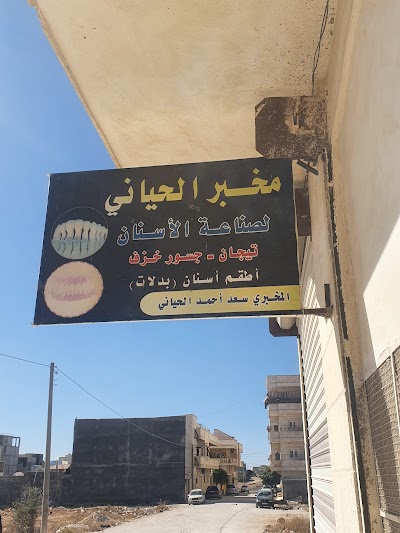 مخبر الحياني
لصناعة الأسنان
تيجان - جسور خزف
أطقم أسنان (بدلات)
المخبري سعد أحمد الحياني